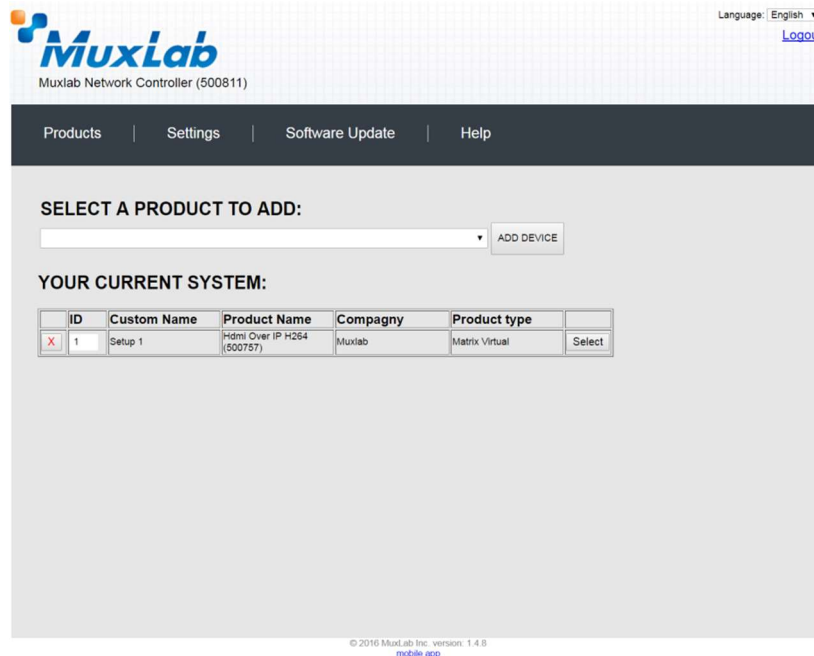 Language: English
Logou
MuxLab
Muxlab Network Controller (500811)
Products | Settings | Software Update | Help
SELECT A PRODUCT TO ADD:
ADD DEVICE
YOUR CURRENT SYSTEM:
ID Custom Name Product Name Compagny Product type
X 1 Setup 1 Hdmi Over IP H264 (500757) Muxlab Matrix Virtual Select
© 2016 MuxLab Inc. version: 1.4.8
mobile app